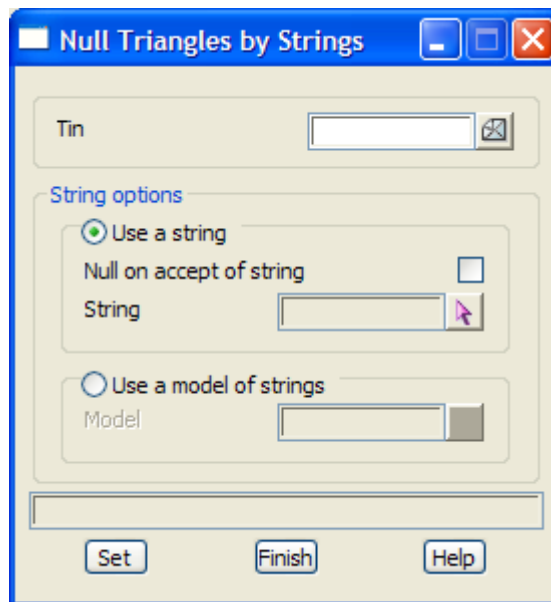 Null Triangles by Strings
Tin
String options
Use a string
Null on accept of string
String
Use a model of strings
Model
Set Finish Help